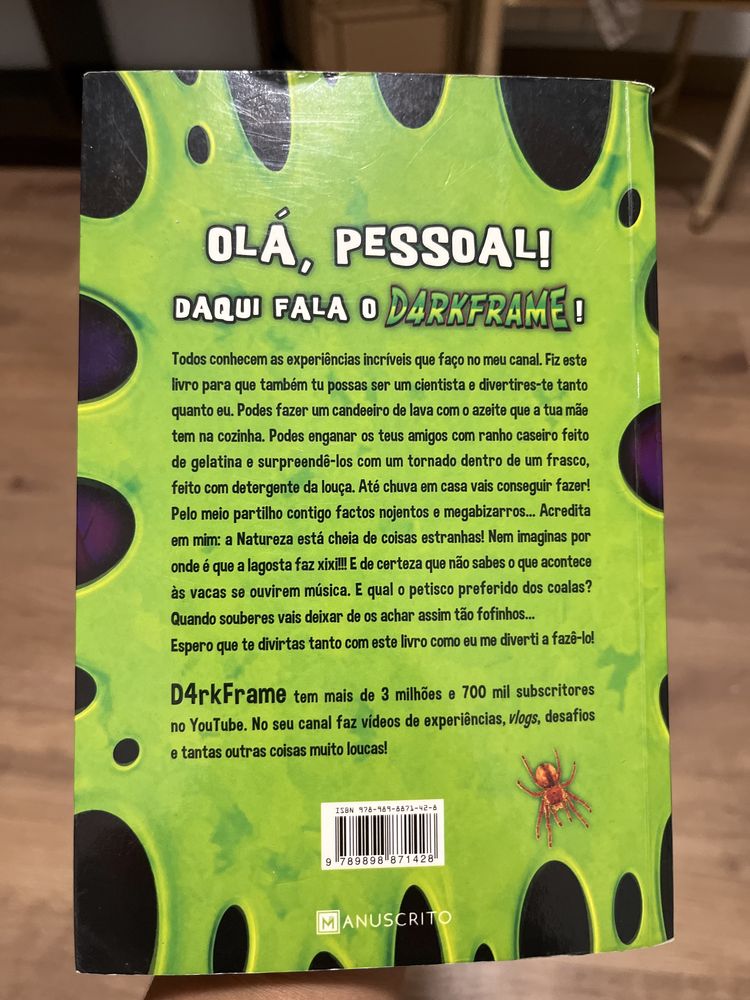 OLÁ, PESSOAL!
DAQUI FALA O D4RKFRAME!
Todos conhecem as experiências incríveis que faço no meu canal. Fiz este
livro para que também tu possas ser um cientista e divertires-te tanto
quanto eu. Podes fazer um candeeiro de lava com o azeite que a tua mãe
tem na cozinha. Podes enganar os teus amigos com ranho caseiro feito
de gelatina e surpreendê-los com um tornado dentro de um frasco,
feito com detergente da louça. Até chuva em casa vais conseguir fazer!
Pelo meio partilho contigo factos nojentos e megabizarros... Acredita
em mim: a Natureza está cheia de coisas estranhas! Nem imaginas por
onde é que a lagosta faz xixi!!! E de certeza que não sabes o que acontece
às vacas se ouvirem música. E qual o petisco preferido dos coalas?
Quando souberes vais deixar de os achar assim tão fofinhos...
Espero que te divirtas tanto com este livro como eu me diverti a fazê-lo!
D4rkFrame tem mais de 3 milhões e 700 mil subscritores
no YouTube. No seu canal faz vídeos de experiências, vlogs, desafios
e tantas outras coisas muito loucas!
ISBN 978-989-8871-42-8
9 789898 871428
MANUSCRITO